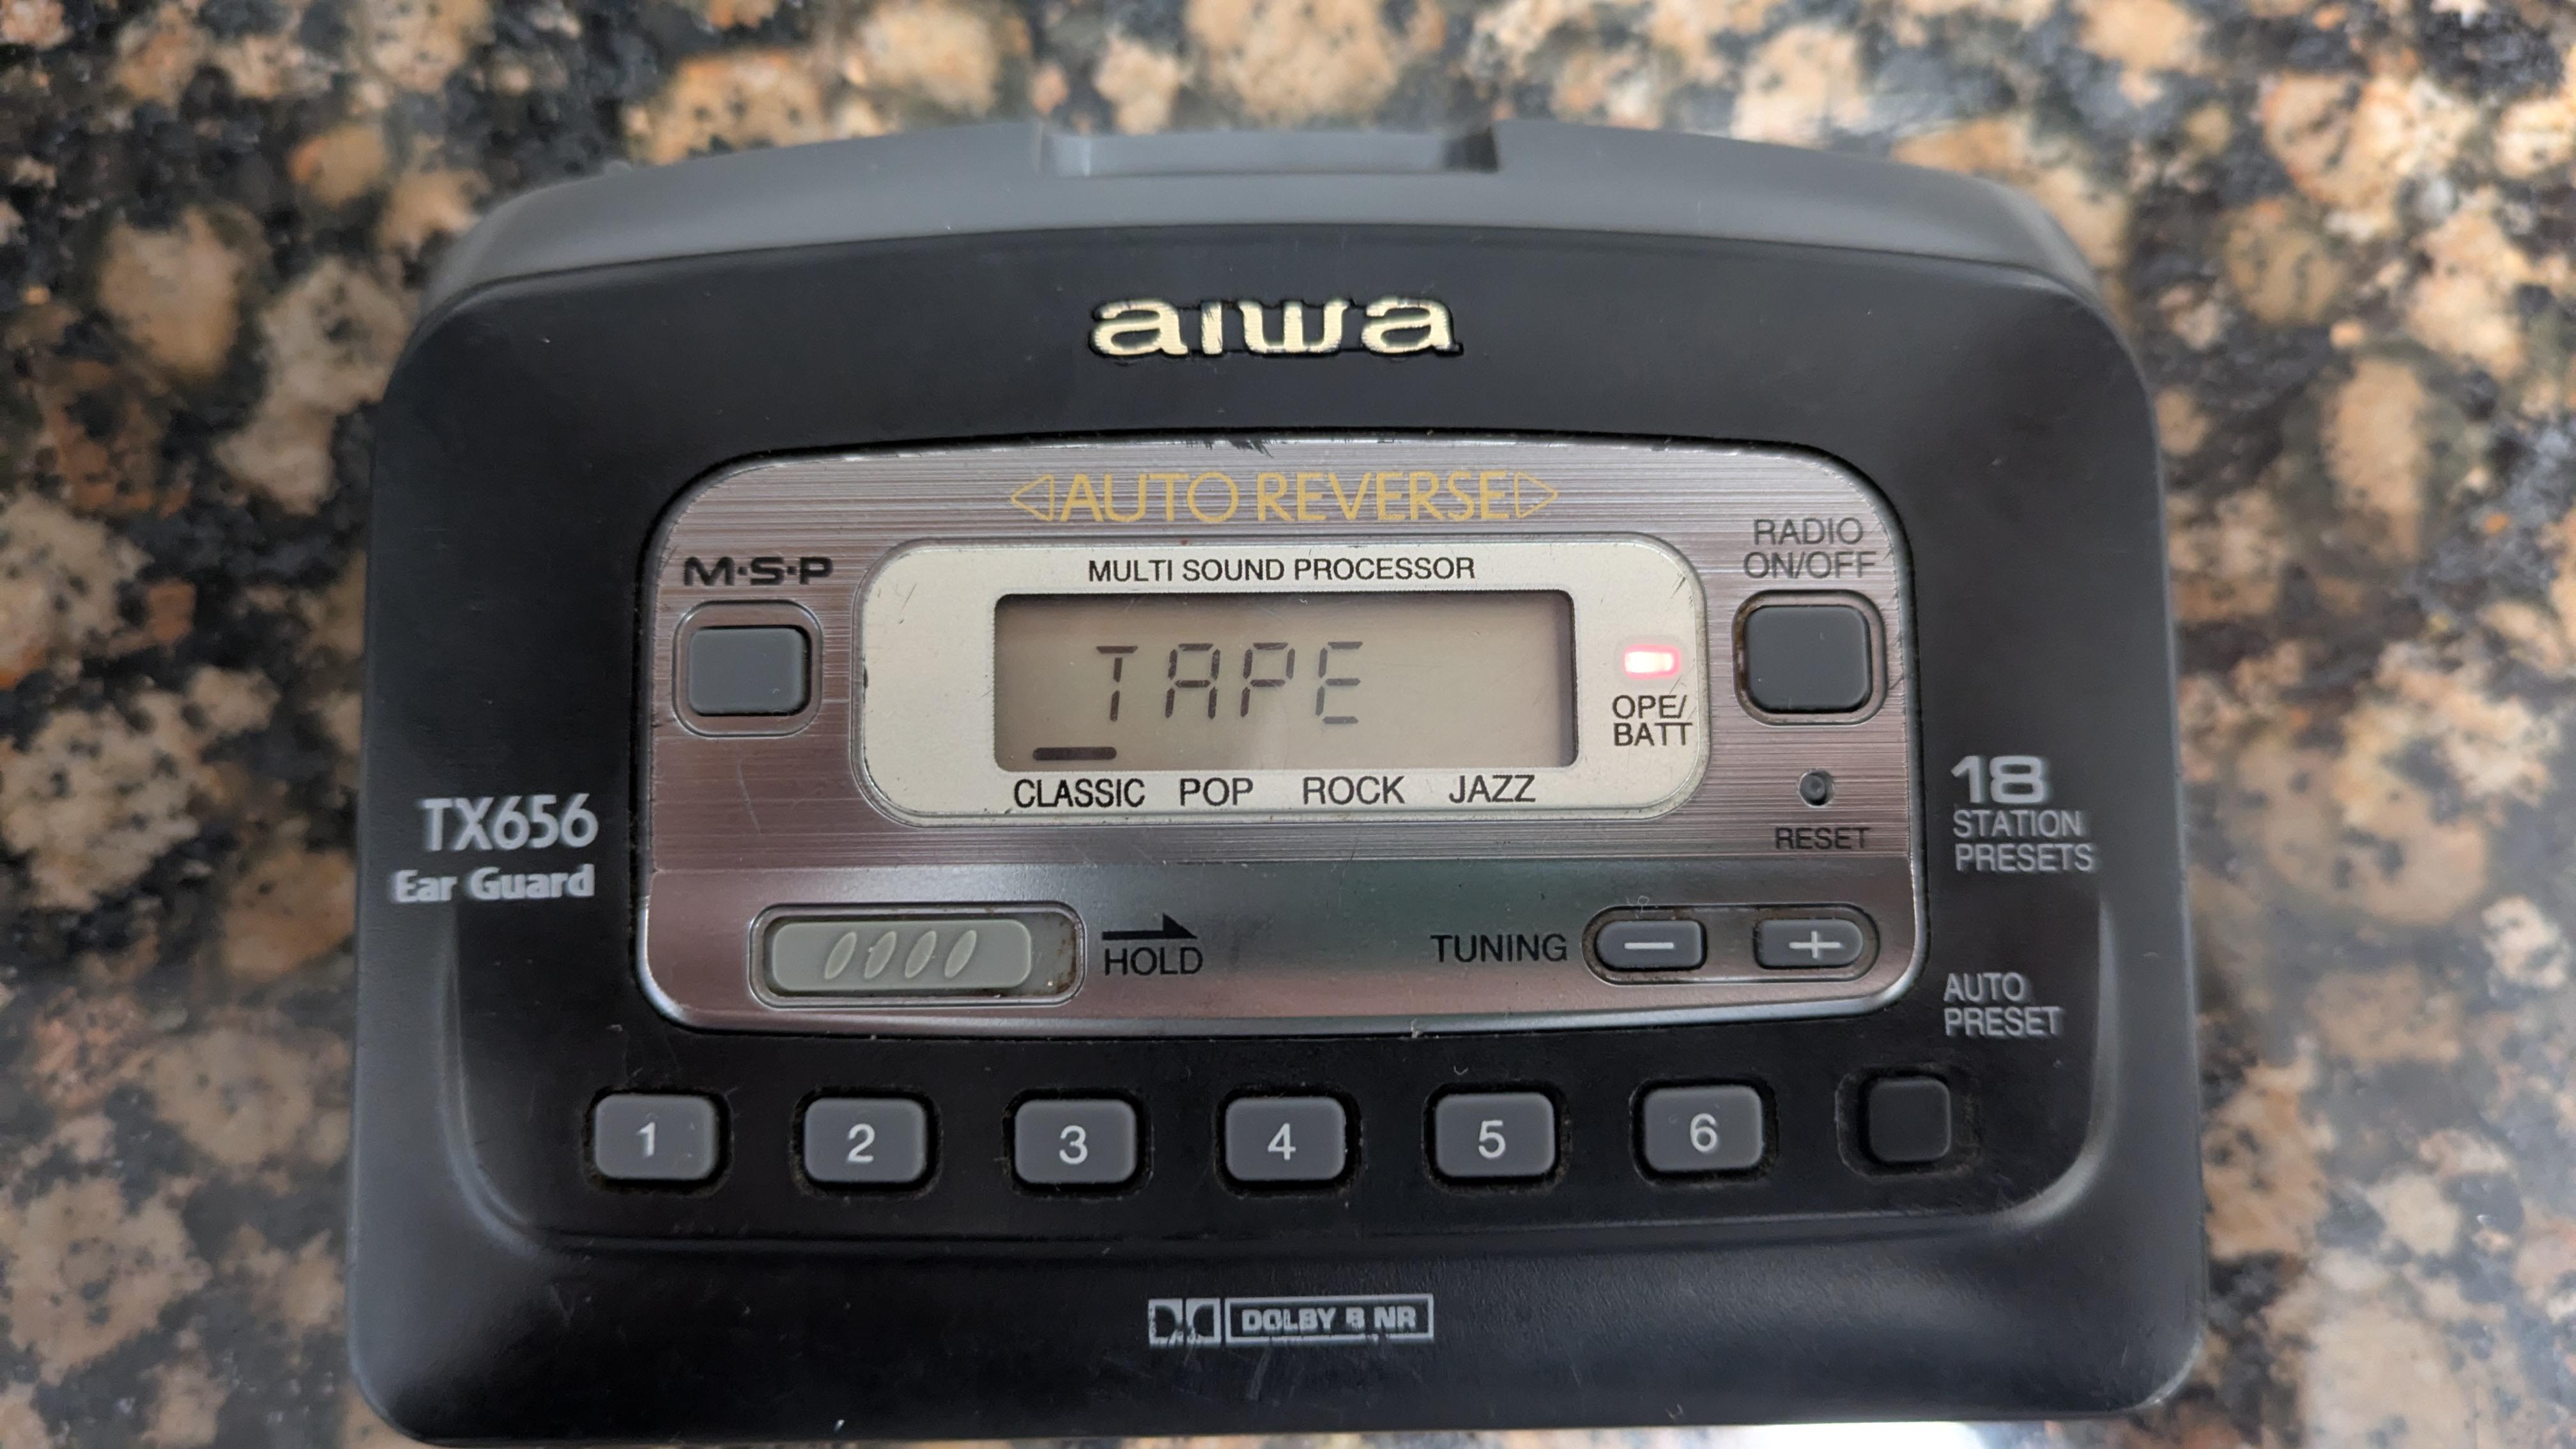 aiwa
◁AUTO REVERSE▷
M·S·P
MULTI SOUND PROCESSOR
RADIO
ON/OFF
TAPE
OPE/
BATT
CLASSIC POP ROCK JAZZ
RESET
TX656
Ear Guard
18
STATION
PRESETS
HOLD
TUNING − +
AUTO
PRESET
1 2 3 4 5 6
DOLBY B NR